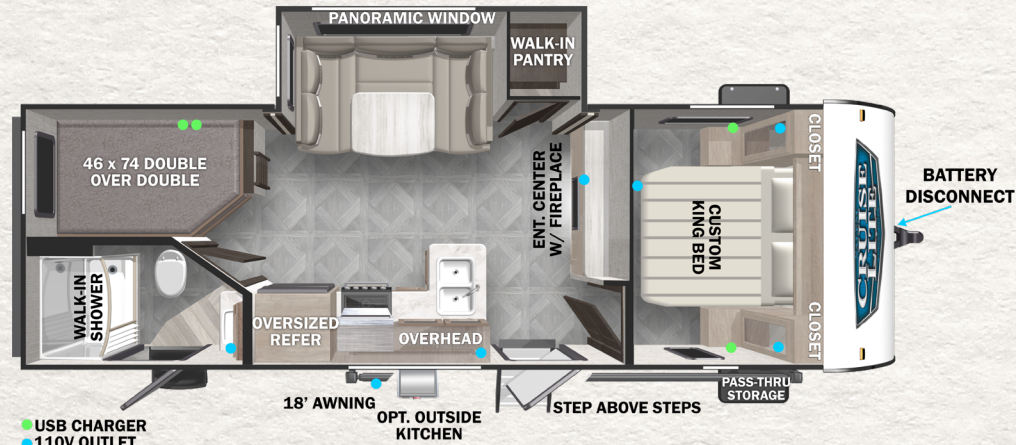 PANORAMIC WINDOW
WALK-IN
PANTRY
46 x 74 DOUBLE
OVER DOUBLE
ENT. CENTER
W/ FIREPLACE
CUSTOM
KING BED
CLOSET
CLOSET
CRUISE
LITE
BATTERY
DISCONNECT
WALK-IN
SHOWER
OVERSIZED
REFER
OVERHEAD
18’ AWNING
OPT. OUTSIDE
KITCHEN
STEP ABOVE STEPS
PASS-THRU
STORAGE
USB CHARGER
110V OUTLET